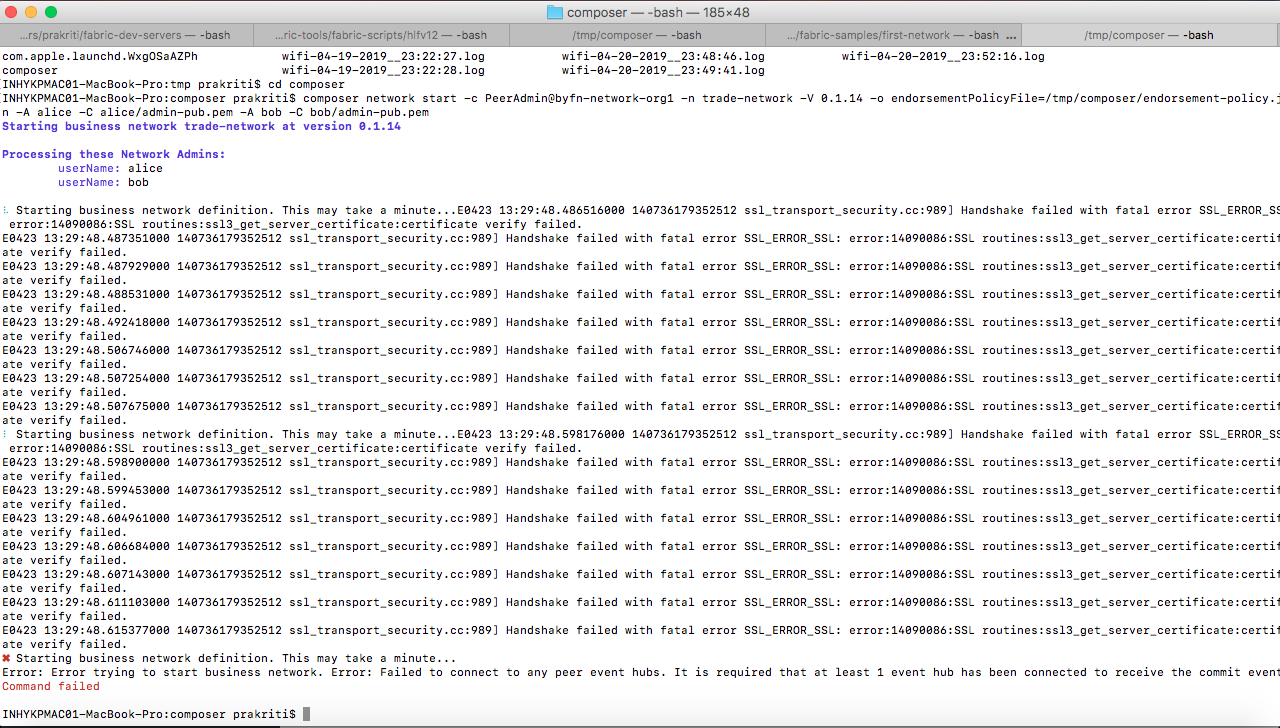 composer — -bash — 185×48
...rs/prakriti/fabric-dev-servers — -bash ...ric-tools/fabric-scripts/hlfv12 — -bash /tmp/composer — -bash .../fabric-samples/first-network — -bash ... /tmp/composer — -bash
com.apple.launchd.WxgOSaAZPh wifi-04-19-2019__23:22:27.log wifi-04-20-2019__23:48:46.log wifi-04-20-2019__23:52:16.log
composer wifi-04-19-2019__23:22:28.log wifi-04-20-2019__23:49:41.log
[INHYKPMAC01-MacBook-Pro:tmp prakriti$ cd composer
[INHYKPMAC01-MacBook-Pro:composer prakriti$ composer network start -c PeerAdmin@byfn-network-org1 -n trade-network -V 0.1.14 -o endorsementPolicyFile=/tmp/composer/endorsement-policy.j
n -A alice -C alice/admin-pub.pem -A bob -C bob/admin-pub.pem
Starting business network trade-network at version 0.1.14
Processing these Network Admins:
userName: alice
userName: bob
Starting business network definition. This may take a minute...E0423 13:29:48.486516000 140736179352512 ssl_transport_security.cc:989] Handshake failed with fatal error SSL_ERROR_SS
error:14090086:SSL routines:ssl3_get_server_certificate:certificate verify failed.
E0423 13:29:48.487351000 140736179352512 ssl_transport_security.cc:989] Handshake failed with fatal error SSL_ERROR_SSL: error:14090086:SSL routines:ssl3_get_server_certificate:certif
ate verify failed.
E0423 13:29:48.487929000 140736179352512 ssl_transport_security.cc:989] Handshake failed with fatal error SSL_ERROR_SSL: error:14090086:SSL routines:ssl3_get_server_certificate:certif
ate verify failed.
E0423 13:29:48.488531000 140736179352512 ssl_transport_security.cc:989] Handshake failed with fatal error SSL_ERROR_SSL: error:14090086:SSL routines:ssl3_get_server_certificate:certif
ate verify failed.
E0423 13:29:48.492418000 140736179352512 ssl_transport_security.cc:989] Handshake failed with fatal error SSL_ERROR_SSL: error:14090086:SSL routines:ssl3_get_server_certificate:certif
ate verify failed.
E0423 13:29:48.506746000 140736179352512 ssl_transport_security.cc:989] Handshake failed with fatal error SSL_ERROR_SSL: error:14090086:SSL routines:ssl3_get_server_certificate:certif
ate verify failed.
E0423 13:29:48.507254000 140736179352512 ssl_transport_security.cc:989] Handshake failed with fatal error SSL_ERROR_SSL: error:14090086:SSL routines:ssl3_get_server_certificate:certif
ate verify failed.
E0423 13:29:48.507675000 140736179352512 ssl_transport_security.cc:989] Handshake failed with fatal error SSL_ERROR_SSL: error:14090086:SSL routines:ssl3_get_server_certificate:certif
ate verify failed.
Starting business network definition. This may take a minute...E0423 13:29:48.598176000 140736179352512 ssl_transport_security.cc:989] Handshake failed with fatal error SSL_ERROR_SS
error:14090086:SSL routines:ssl3_get_server_certificate:certificate verify failed.
E0423 13:29:48.598900000 140736179352512 ssl_transport_security.cc:989] Handshake failed with fatal error SSL_ERROR_SSL: error:14090086:SSL routines:ssl3_get_server_certificate:certif
ate verify failed.
E0423 13:29:48.599453000 140736179352512 ssl_transport_security.cc:989] Handshake failed with fatal error SSL_ERROR_SSL: error:14090086:SSL routines:ssl3_get_server_certificate:certif
ate verify failed.
E0423 13:29:48.604961000 140736179352512 ssl_transport_security.cc:989] Handshake failed with fatal error SSL_ERROR_SSL: error:14090086:SSL routines:ssl3_get_server_certificate:certif
ate verify failed.
E0423 13:29:48.606684000 140736179352512 ssl_transport_security.cc:989] Handshake failed with fatal error SSL_ERROR_SSL: error:14090086:SSL routines:ssl3_get_server_certificate:certif
ate verify failed.
E0423 13:29:48.607143000 140736179352512 ssl_transport_security.cc:989] Handshake failed with fatal error SSL_ERROR_SSL: error:14090086:SSL routines:ssl3_get_server_certificate:certif
ate verify failed.
E0423 13:29:48.611103000 140736179352512 ssl_transport_security.cc:989] Handshake failed with fatal error SSL_ERROR_SSL: error:14090086:SSL routines:ssl3_get_server_certificate:certif
ate verify failed.
E0423 13:29:48.615377000 140736179352512 ssl_transport_security.cc:989] Handshake failed with fatal error SSL_ERROR_SSL: error:14090086:SSL routines:ssl3_get_server_certificate:certif
ate verify failed.
✖ Starting business network definition. This may take a minute...
Error: Error trying to start business network. Error: Failed to connect to any peer event hubs. It is required that at least 1 event hub has been connected to receive the commit event
Command failed
INHYKPMAC01-MacBook-Pro:composer prakriti$